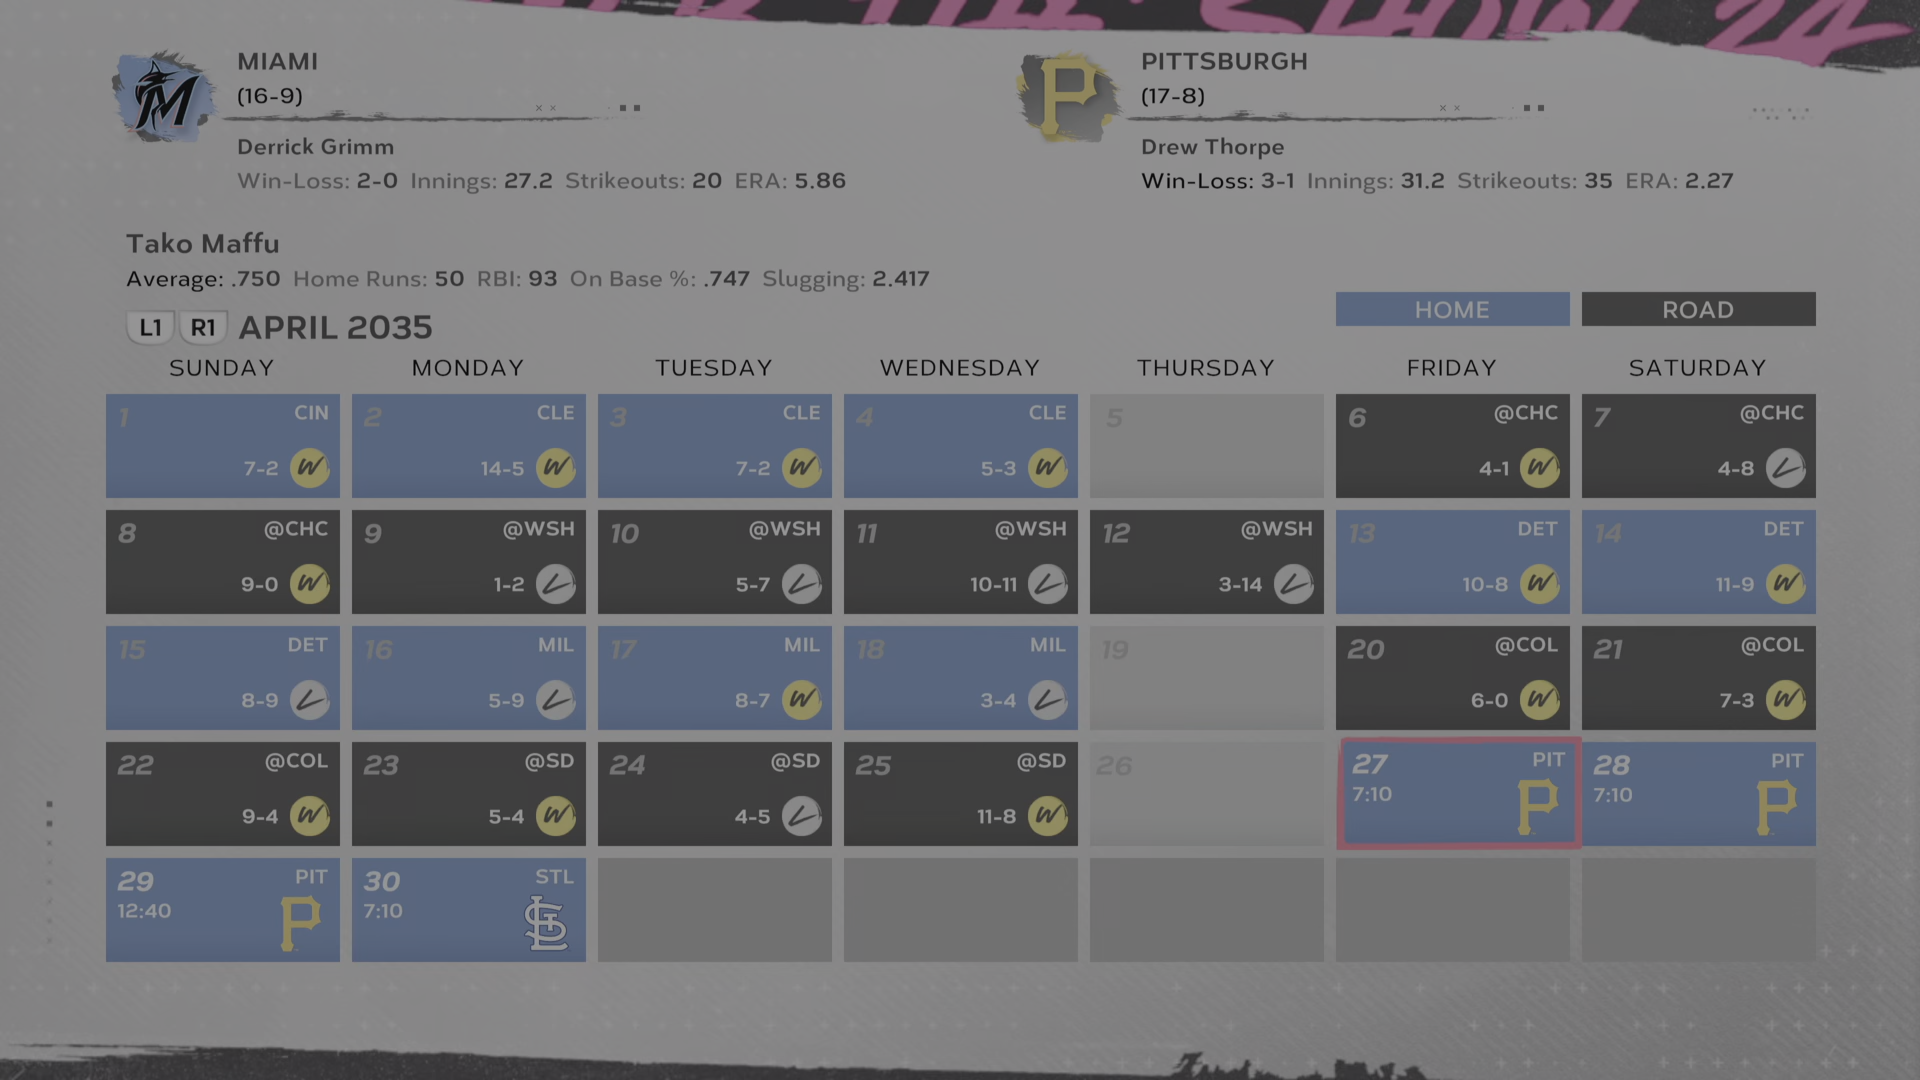 THE SHOW 24
MIAMI
(16-9)
Derrick Grimm
Win-Loss: 2-0 Innings: 27.2 Strikeouts: 20 ERA: 5.86
PITTSBURGH
(17-8)
Drew Thorpe
Win-Loss: 3-1 Innings: 31.2 Strikeouts: 35 ERA: 2.27
Tako Maffu
Average: .750 Home Runs: 50 RBI: 93 On Base %: .747 Slugging: 2.417
L1 R1 APRIL 2035
HOME ROAD
SUNDAY MONDAY TUESDAY WEDNESDAY THURSDAY FRIDAY SATURDAY
1 CIN 2 CLE 3 CLE 4 CLE 5 6 @CHC 7 @CHC
7-2 W 14-5 W 7-2 W 5-3 W 4-1 W 4-8 L
8 @CHC 9 @WSH 10 @WSH 11 @WSH 12 @WSH 13 DET 14 DET
9-0 W 1-2 L 5-7 L 10-11 L 3-14 L 10-8 W 11-9 W
15 DET 16 MIL 17 MIL 18 MIL 19 20 @COL 21 @COL
8-9 L 5-9 L 8-7 W 3-4 L 6-0 W 7-3 W
22 @COL 23 @SD 24 @SD 25 @SD 26 27 PIT 28 PIT
9-4 W 5-4 W 4-5 L 11-8 W 7:10 P 7:10 P
29 PIT 30 STL
12:40 P 7:10 STL